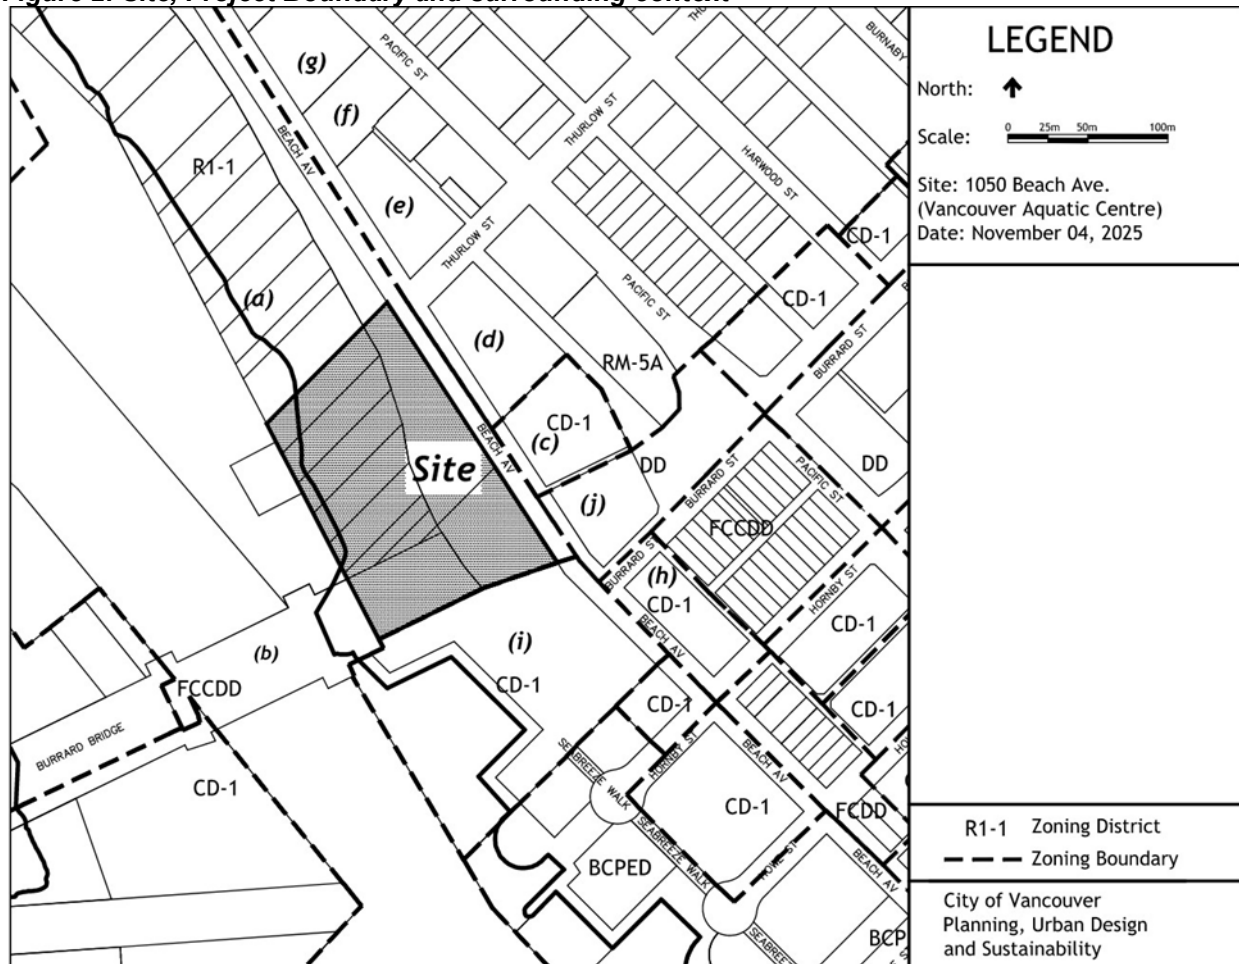 Figure 2: Site, Project Boundary and surrounding context
LEGEND
North:
Scale:
0 25m 50m 100m
Site: 1050 Beach Ave.
(Vancouver Aquatic Centre)
Date: November 04, 2025
R1-1 Zoning District
Zoning Boundary
City of Vancouver
Planning, Urban Design
and Sustainability
(g)
PACIFIC ST
BURNABY
(f)
THURLOW ST
BEACH AV
R1-1
HARWOOD ST
(e)
THURLOW ST
CD-1
(a)
PACIFIC ST
CD-1
(d)
BURRARD ST
RM-5A
CD-1
(c)
BEACH AV
Site
DD
DD
BURRARD ST
PACIFIC ST
(j)
FCCDD
(h)
BURRARD S
HORNBY ST
CD-1
BEACH AV
CD-1
(i)
(b)
CD-1
FCCDD
CD-1
CD-1
BURRARD BRIDGE
SEABREEZE WALK
HORNBY ST
BEACH AV
CD-1
CD-1
FCDD
SEABREEZE WALK
HOWE ST
BEACH AV
BCPED
SEABREEZ
BCP